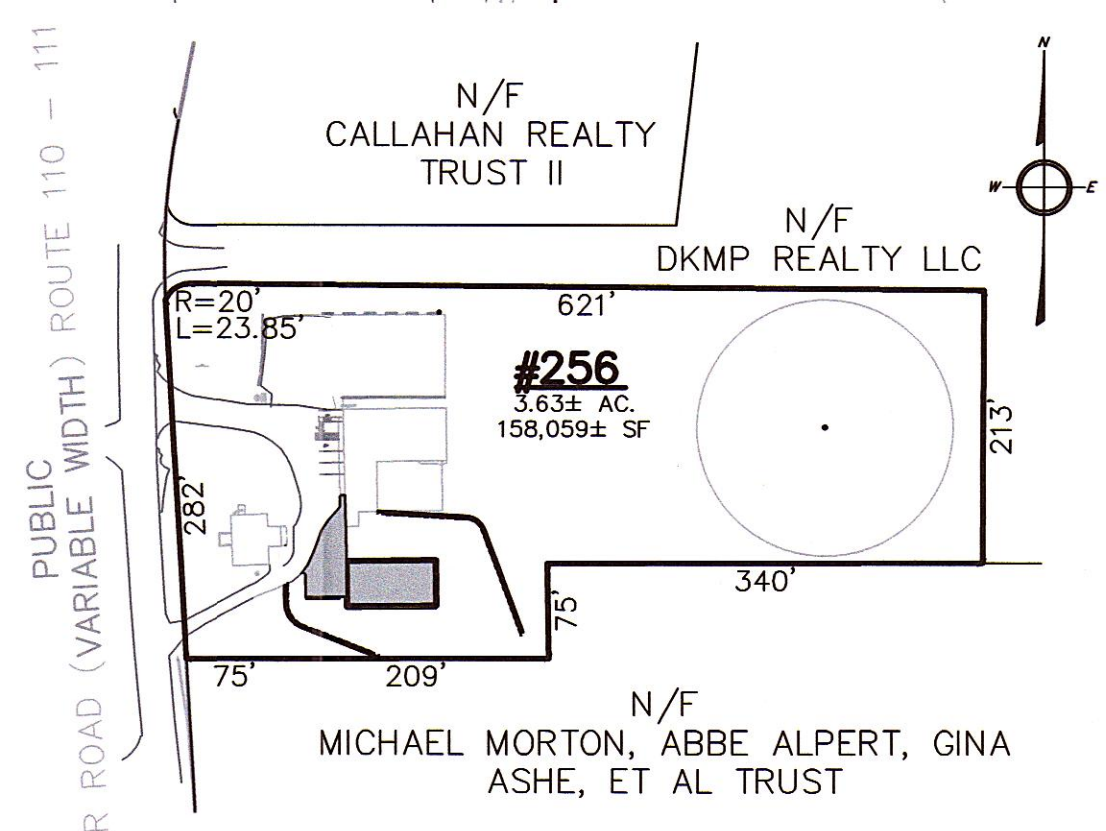 N/F
CALLAHAN REALTY
TRUST II
N
W
E
N/F
DKMP REALTY LLC
R=20'
L=23.85'
621'
#256
3.63± AC.
158,059± SF
213'
282'
340'
75'
75'
209'
N/F
MICHAEL MORTON, ABBE ALPERT, GINA
ASHE, ET AL TRUST
PUBLIC
ROAD (VARIABLE WIDTH) ROUTE 110 - 111